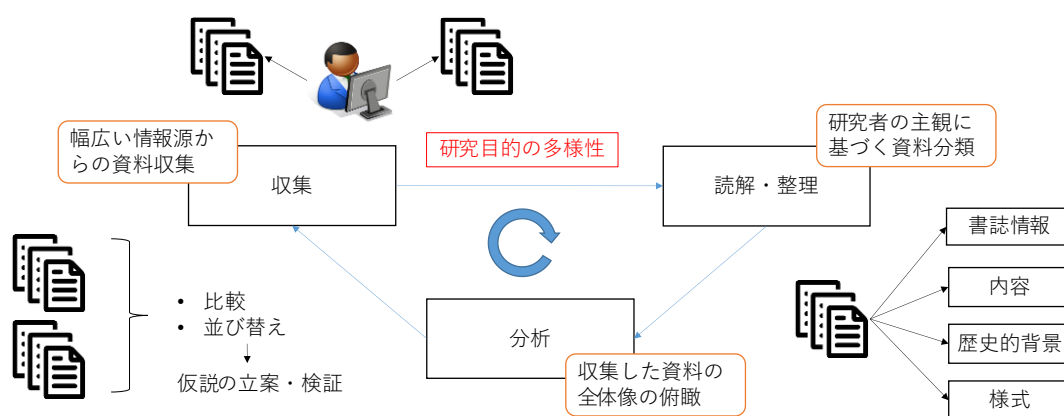 幅広い情報源か
らの資料収集
収集
研究目的の多様性
研究者の主観に
基づく資料分類
読解・整理
書誌情報
内容
歴史的背景
様式
• 比較
• 並び替え
仮説の立案・検証
分析
収集した資料の
全体像の俯瞰